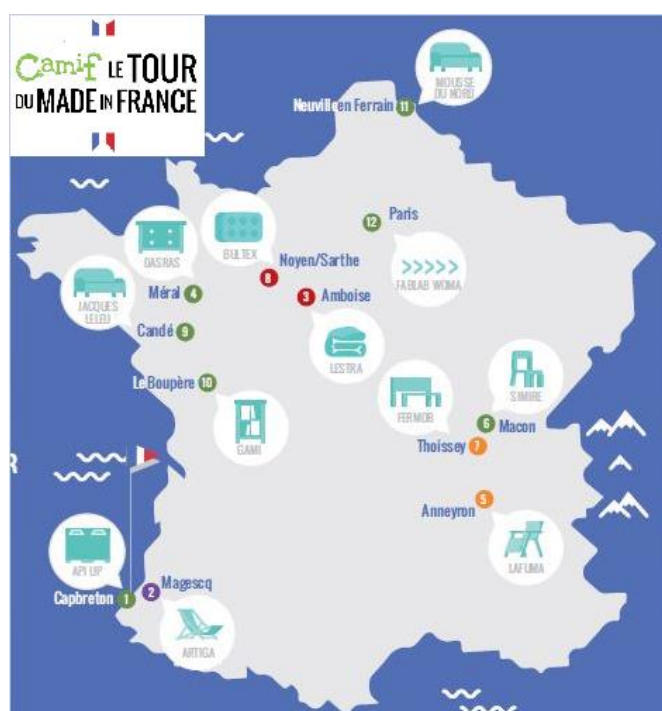 Camif LE TOUR
DU MADE IN FRANCE
MOUSSE
DU NORD
Neuville en Ferrain 11
Paris
12
FABLAB WOMA
BULTEX
Noyen/Sarthe
8
DASRAS
Méral 4
3 Amboise
LESTRA
JACQUES
LELEU
Candé 9
Le Boupère 10
GAMI
SIMIRE
FERMOB
6 Macon
Thoissey 7
R
Anneyron 5
LAFUMA
API UP
Capbreton 1
2 Magescq
ARTIGA